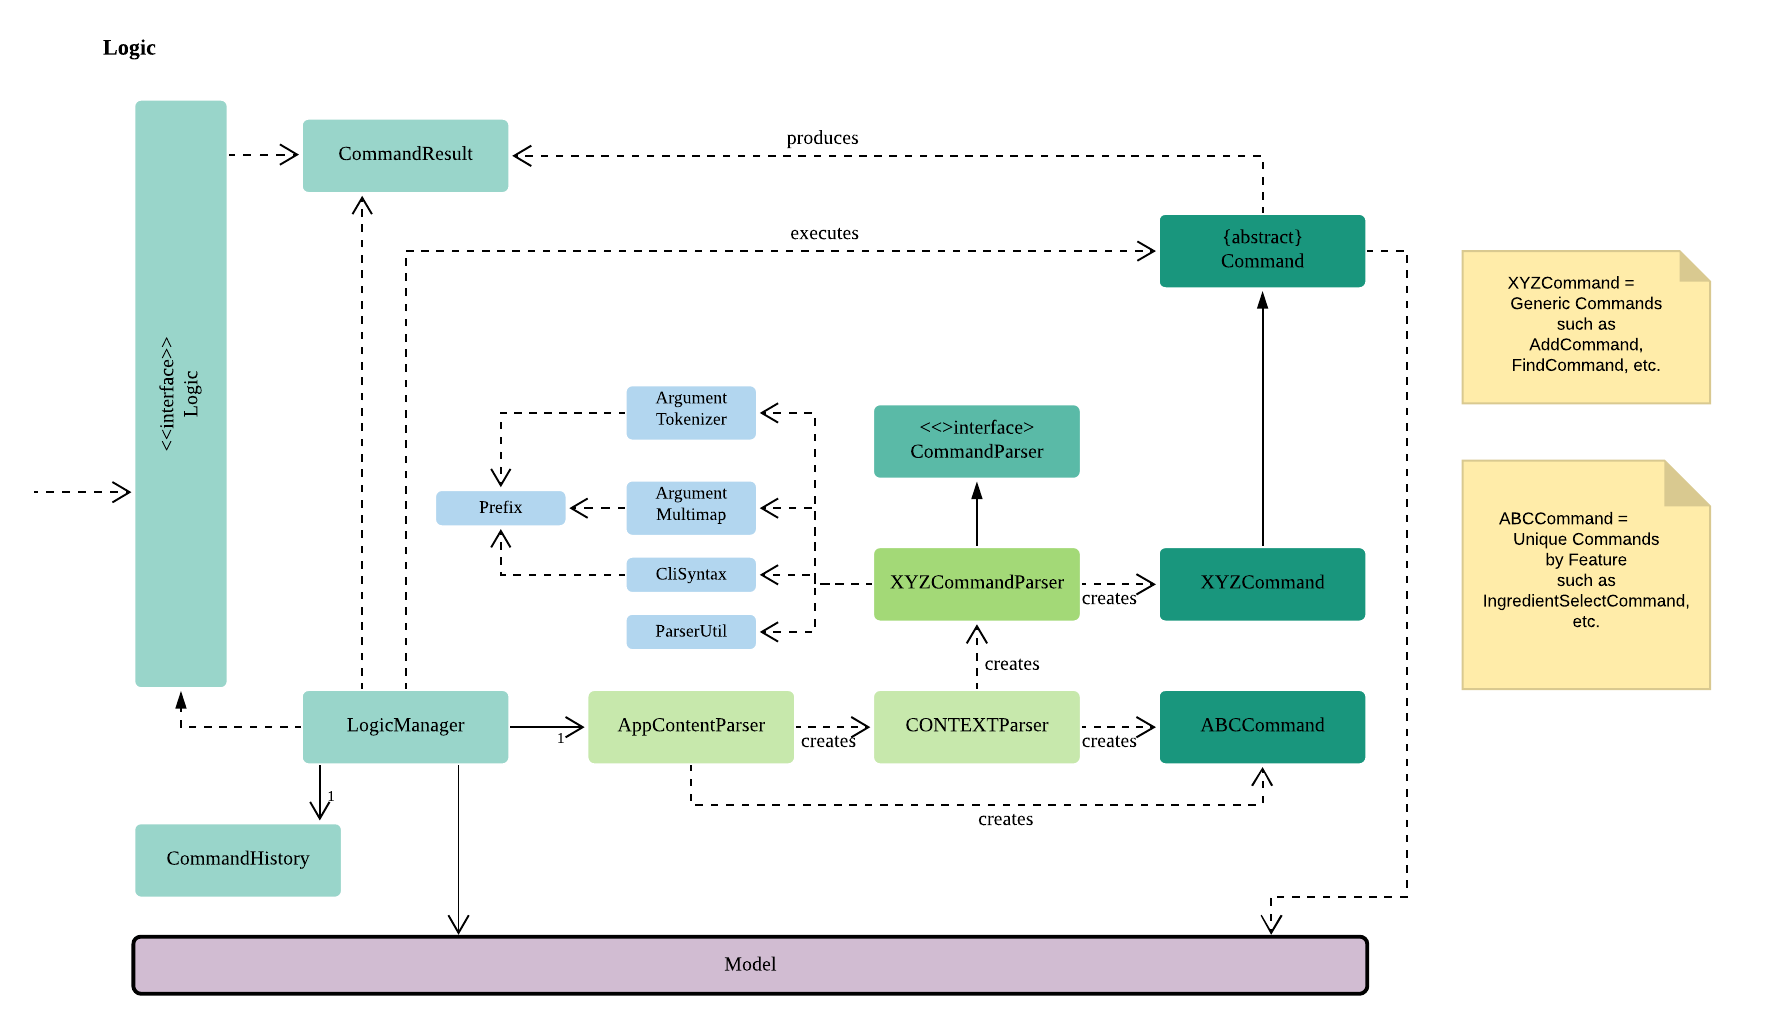 Logic
<<interface>>
Logic
CommandResult
produces
executes
{abstract}
Command
XYZCommand =
Generic Commands
such as
AddCommand,
FindCommand, etc.
Argument
Tokenizer
<<>interface>
CommandParser
Prefix
Argument
Multimap
CliSyntax
ParserUtil
XYZCommandParser
creates
XYZCommand
ABCCommand =
Unique Commands
by Feature
such as
IngredientSelectCommand,
etc.
creates
LogicManager
1
AppContentParser
creates
CONTEXTParser
creates
ABCCommand
1
creates
CommandHistory
Model